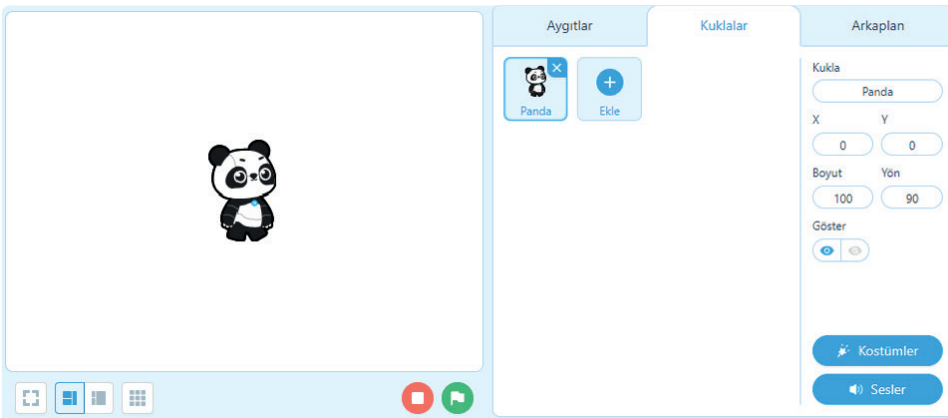 Aygıtlar
Kuklalar
Arkaplan
Panda
Ekle
Kukla
Panda
X Y
0 0
Boyut Yön
100 90
Göster
Kostümler
Sesler